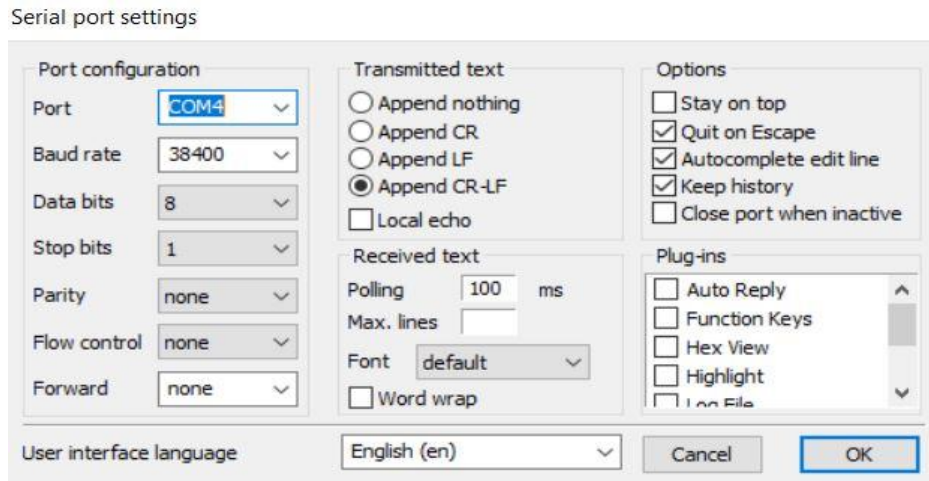 Serial port settings
Port configuration
Port COM4
Baud rate 38400
Data bits 8
Stop bits 1
Parity none
Flow control none
Forward none
Transmitted text
Append nothing
Append CR
Append LF
Append CR-LF
Local echo
Received text
Polling 100 ms
Max. lines
Font default
Word wrap
Options
Stay on top
Quit on Escape
Autocomplete edit line
Keep history
Close port when inactive
Plug-ins
Auto Reply
Function Keys
Hex View
Highlight
Log File
User interface language English (en) Cancel OK